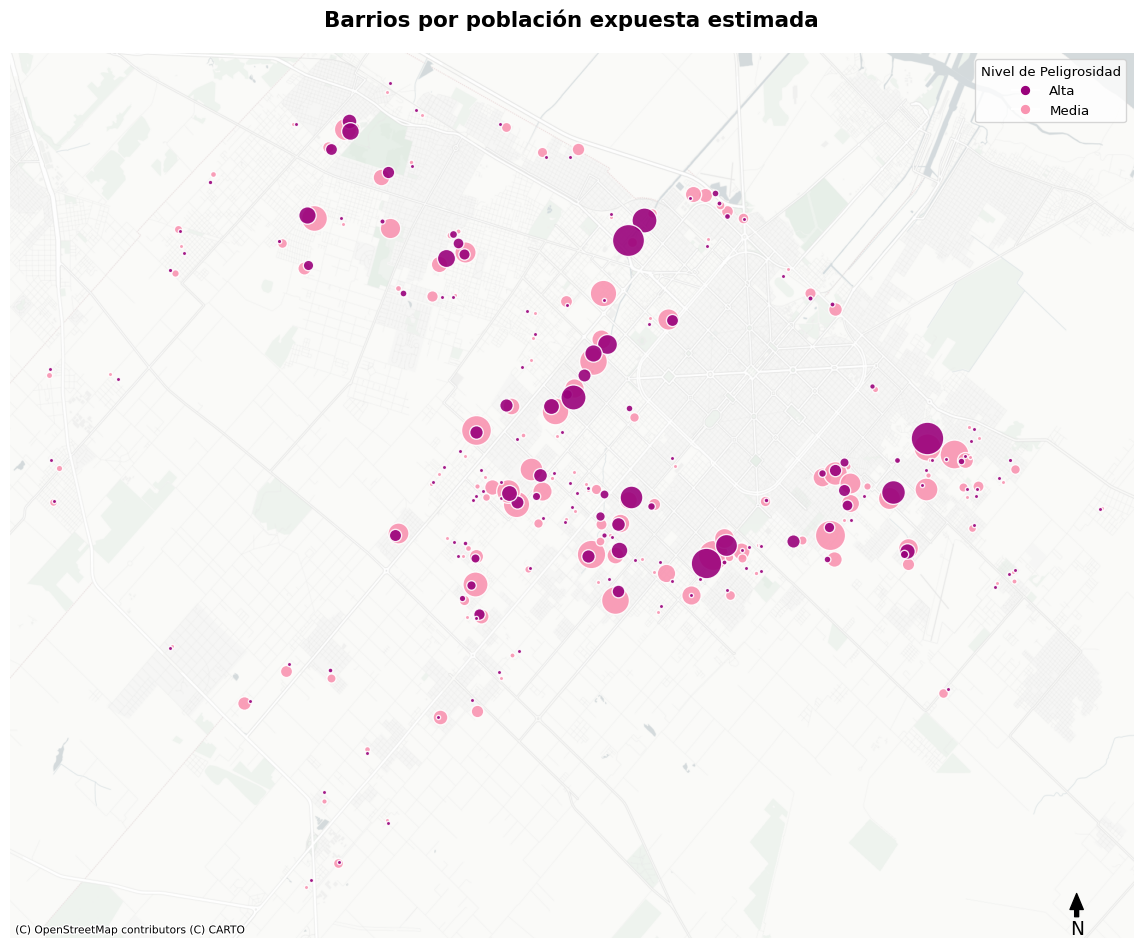 Barrios por población expuesta estimada
Nivel de Peligrosidad
Alta
Media
N
(C) OpenStreetMap contributors (C) CARTO